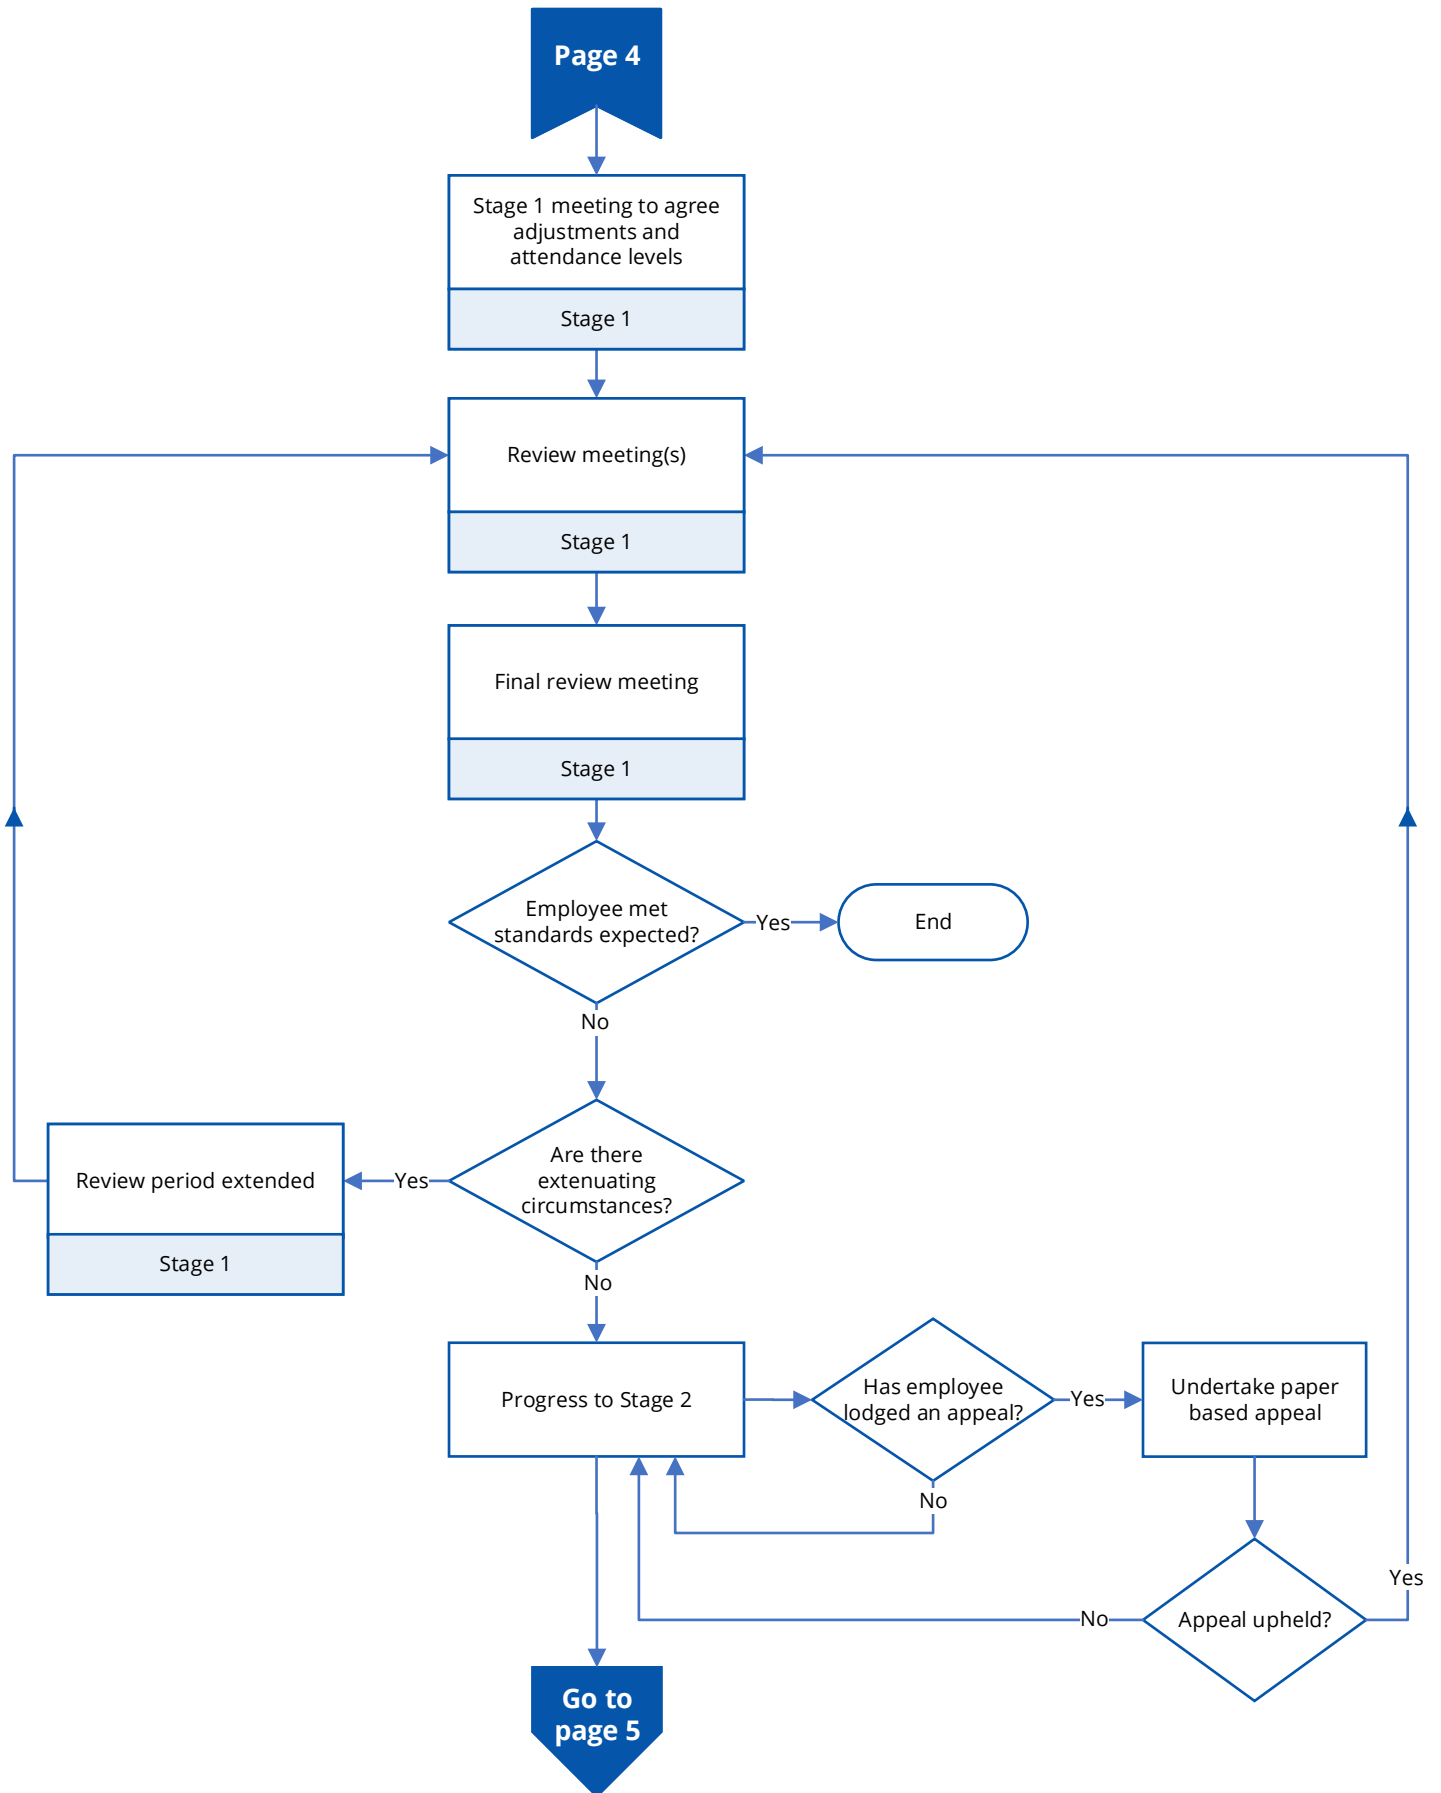 Page 4
Stage 1 meeting to agree
adjustments and
attendance levels
Stage 1
Review meeting(s)
Stage 1
Final review meeting
Stage 1
Employee met
standards expected?
Yes
End
No
Are there
extenuating
circumstances?
Yes
Review period extended
Stage 1
No
Progress to Stage 2
Has employee
lodged an appeal?
Yes
Undertake paper
based appeal
No
Appeal upheld?
Yes
No
Go to
page 5